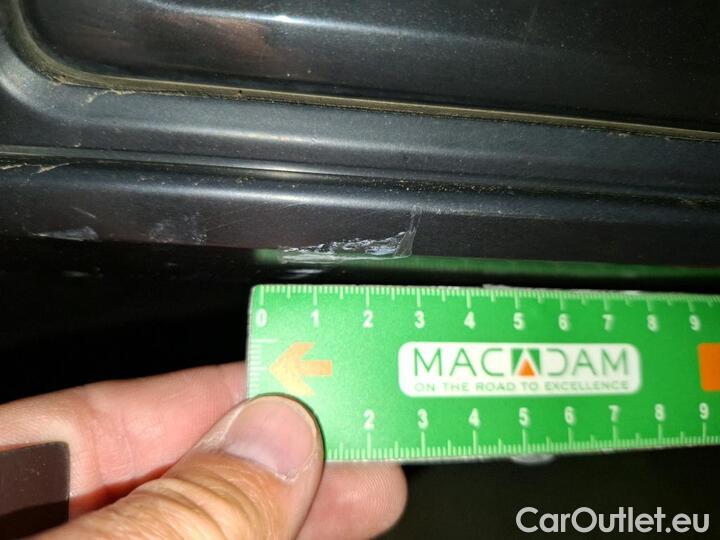 0 1 2 3 4 5 6 7 8 9
MACADAM
ON THE ROAD TO EXCELLENCE
2 3 4 5 6 7 8 9
CarOutlet.eu